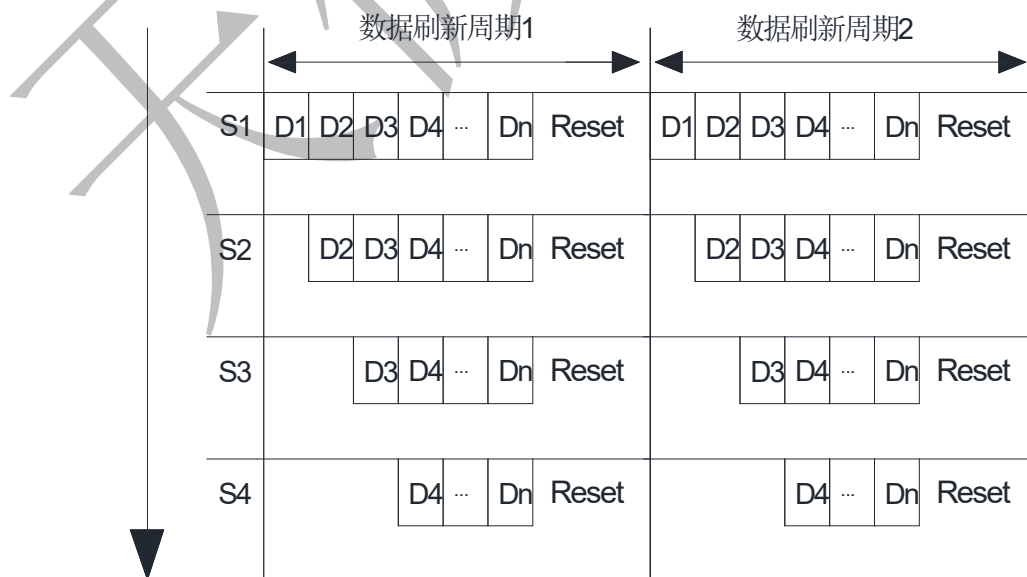 数据刷新周期1 数据刷新周期2
S1 D1 D2 D3 D4 ... Dn Reset D1 D2 D3 D4 ... Dn Reset
S2 D2 D3 D4 ... Dn Reset D2 D3 D4 ... Dn Reset
S3 D3 D4 ... Dn Reset D3 D4 ... Dn Reset
S4 D4 ... Dn Reset D4 ... Dn Reset